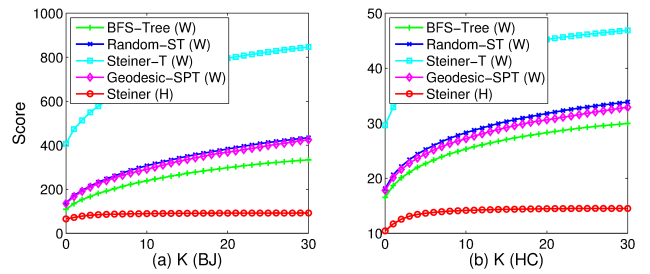 1000
800
600
400
200
0
Score
BFS-Tree (W)
Random-ST (W)
Steiner-T (W)
Geodesic-SPT (W)
Steiner (H)
0 10 20 30
(a) K (BJ)
50
40
30
20
10
BFS-Tree (W)
Random-ST (W)
Steiner-T (W)
Geodesic-SPT (W)
Steiner (H)
0 10 20 30
(b) K (HC)